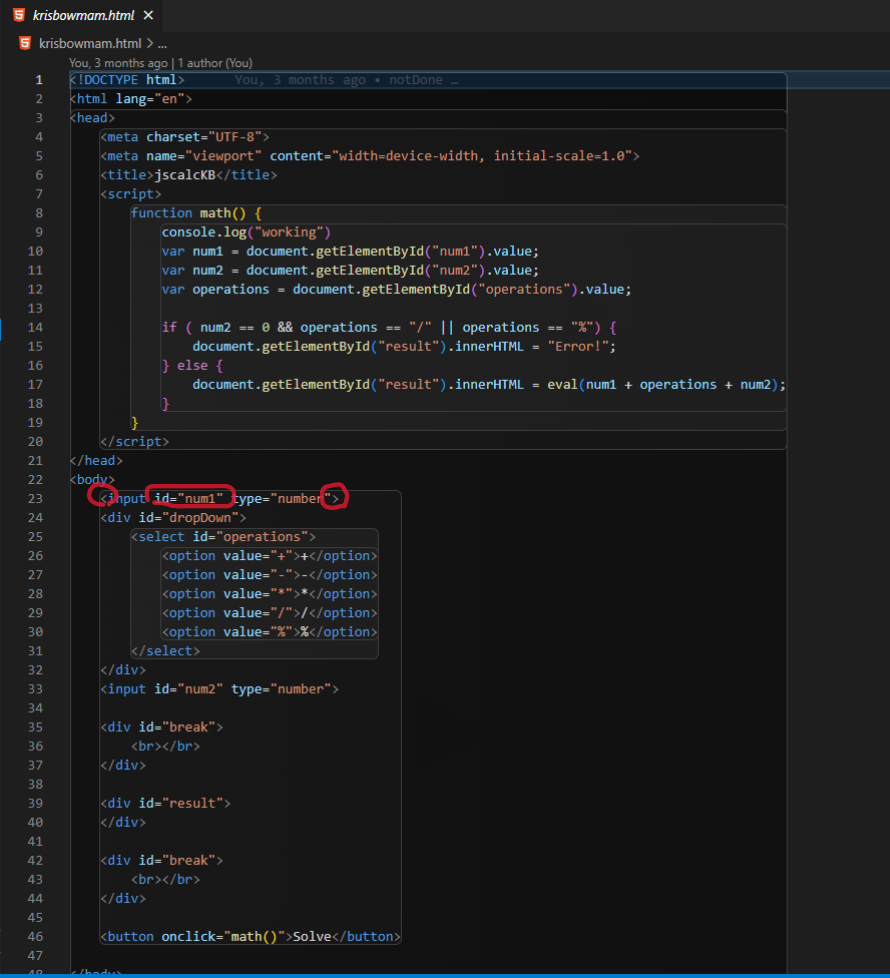 krisbowmam.html
krisbowmam.html > ...
You, 3 months ago | 1 author (You)
1 <!DOCTYPE html> You, 3 months ago • notDone …
2 <html lang="en">
3 <head>
4 <meta charset="UTF-8">
5 <meta name="viewport" content="width=device-width, initial-scale=1.0">
6 <title>jscalcKB</title>
7 <script>
8 function math() {
9 console.log("working")
10 var num1 = document.getElementById("num1").value;
11 var num2 = document.getElementById("num2").value;
12 var operations = document.getElementById("operations").value;
13
14 if ( num2 == 0 && operations == "/" || operations == "%") {
15 document.getElementById("result").innerHTML = "Error!";
16 } else {
17 document.getElementById("result").innerHTML = eval(num1 + operations + num2);
18 }
19 }
20 </script>
21 </head>
22 <body>
23 <input id="num1" type="number">
24 <div id="dropDown">
25 <select id="operations">
26 <option value="+">+</option>
27 <option value="-">-</option>
28 <option value="*">*</option>
29 <option value="/">/</option>
30 <option value="%">%</option>
31 </select>
32 </div>
33 <input id="num2" type="number">
34
35 <div id="break">
36 <br></br>
37 </div>
38
39 <div id="result">
40 </div>
41
42 <div id="break">
43 <br></br>
44 </div>
45
46 <button onclick="math()">Solve</button>
47
48 </body>